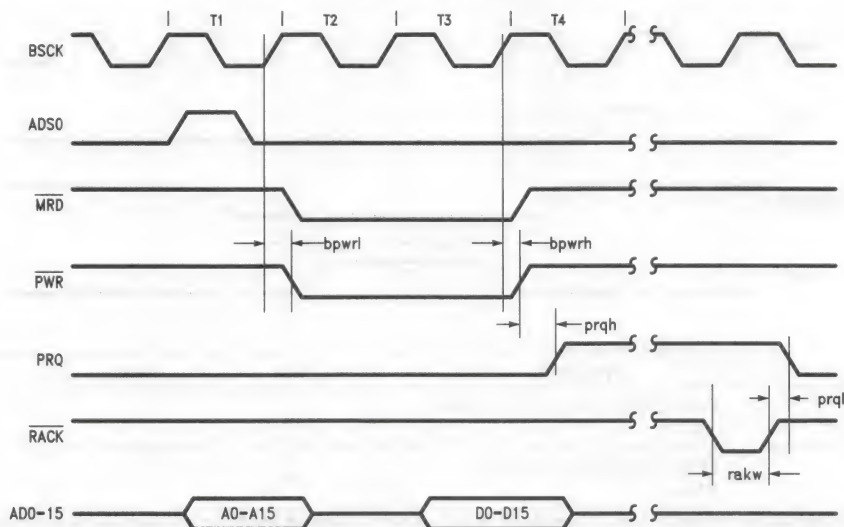 T1 T2 T3 T4
BSCK
ADS0
MRD
bpwrl bpwrh
PWR
prqh
PRQ
prql
RACK
rakw
AD0-15 A0-A15 D0-D15